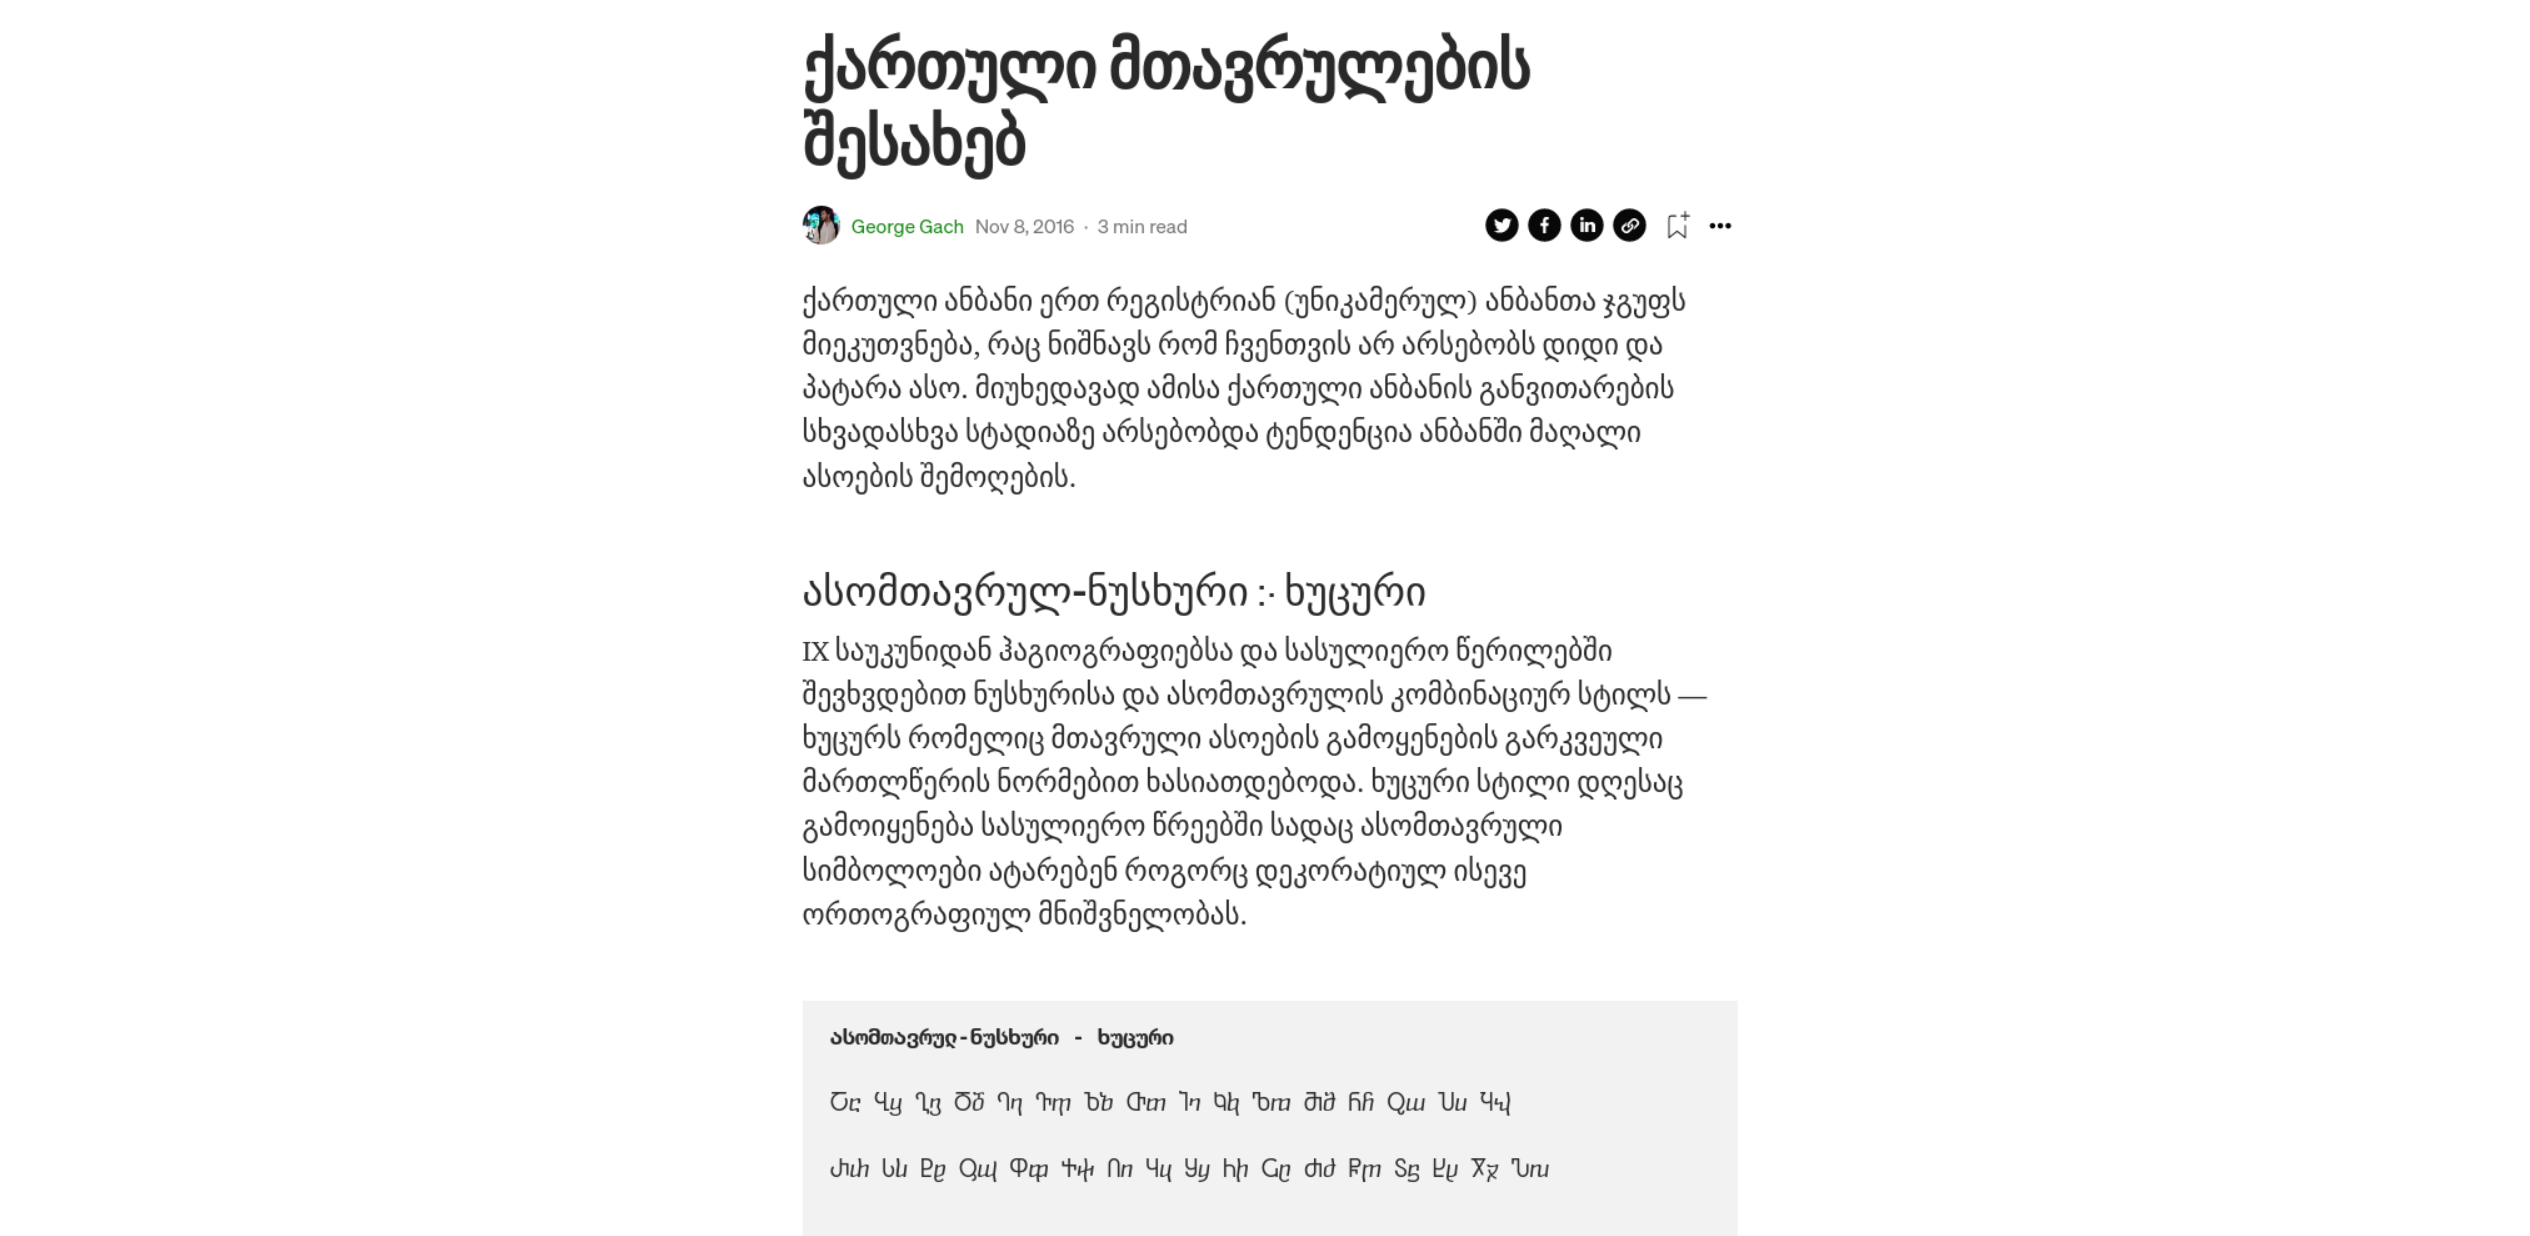 ქართული მთავრულების
შესახებ
George Gach Nov 8, 2016 · 3 min read
ქართული ანბანი ერთ რეგისტრიან (უნიკამერულ) ანბანთა ჯგუფს
მიეკუთვნება, რაც ნიშნავს რომ ჩვენთვის არ არსებობს დიდი და
პატარა ასო. მიუხედავად ამისა ქართული ანბანის განვითარების
სხვადასხვა სტადიაზე არსებობდა ტენდენცია ანბანში მაღალი
ასოების შემოღების.
ასომთავრულ-ნუსხური :· ხუცური
IX საუკუნიდან ჰაგიოგრაფიებსა და სასულიერო წერილებში
შევხვდებით ნუსხურისა და ასომთავრულის კომბინაციურ სტილს —
ხუცურს რომელიც მთავრული ასოების გამოყენების გარკვეული
მართლწერის ნორმებით ხასიათდებოდა. ხუცური სტილი დღესაც
გამოიყენება სასულიერო წრეებში სადაც ასომთავრული
სიმბოლოები ატარებენ როგორც დეკორატიულ ისევე
ორთოგრაფიულ მნიშვნელობას.
ასომთავრულ-ნუსხური - ხუცური
Ⴀⴀ Ⴁⴁ Ⴂⴂ Ⴃⴃ Ⴄⴄ Ⴅⴅ Ⴆⴆ Ⴇⴇ Ⴈⴈ Ⴉⴉ Ⴊⴊ Ⴋⴋ Ⴌⴌ Ⴍⴍ Ⴎⴎ Ⴏⴏ
Ⴐⴐ Ⴑⴑ Ⴒⴒ Ⴓⴓ Ⴔⴔ Ⴕⴕ Ⴖⴖ Ⴗⴗ Ⴘⴘ Ⴙⴙ Ⴚⴚ Ⴛⴛ Ⴜⴜ Ⴝⴝ Ⴞⴞ Ⴟⴟ Ⴠⴠ